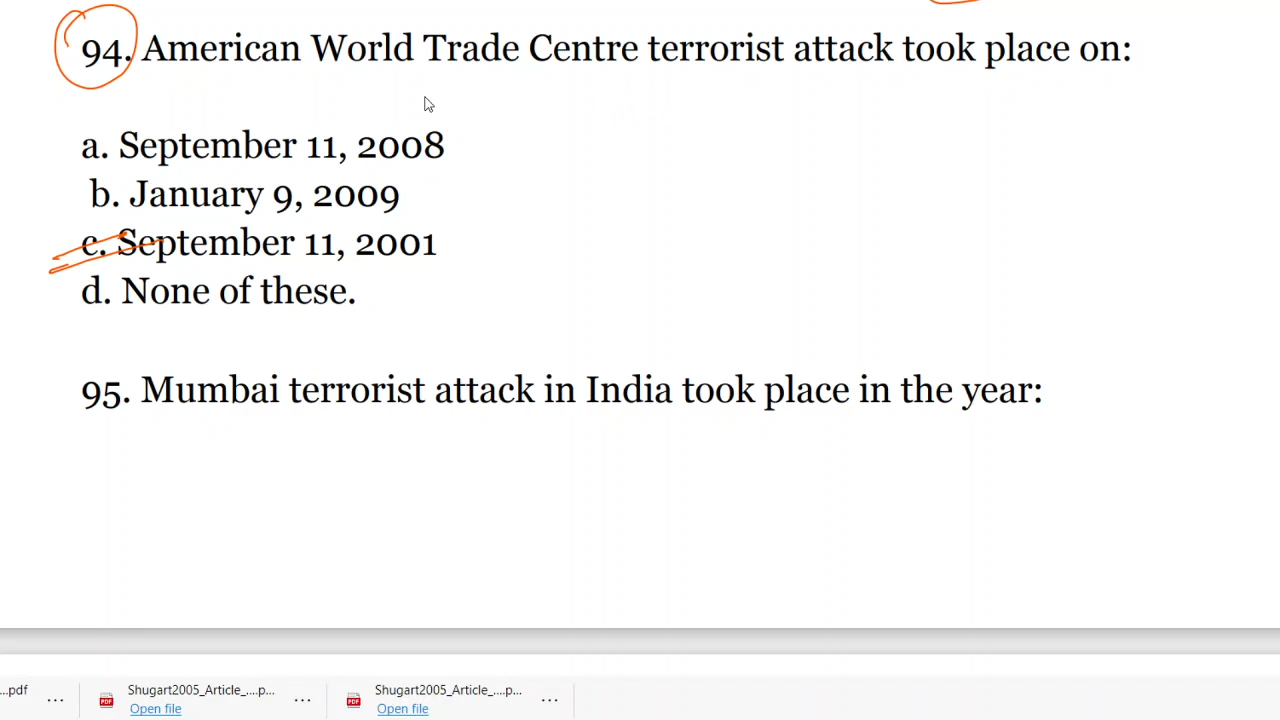 94. American World Trade Centre terrorist attack took place on:
a. September 11, 2008
b. January 9, 2009
c. September 11, 2001
d. None of these.
95. Mumbai terrorist attack in India took place in the year:
...pdf ... Shugart2005_Article_....p... ... Shugart2005_Article_....p... ...
Open file Open file